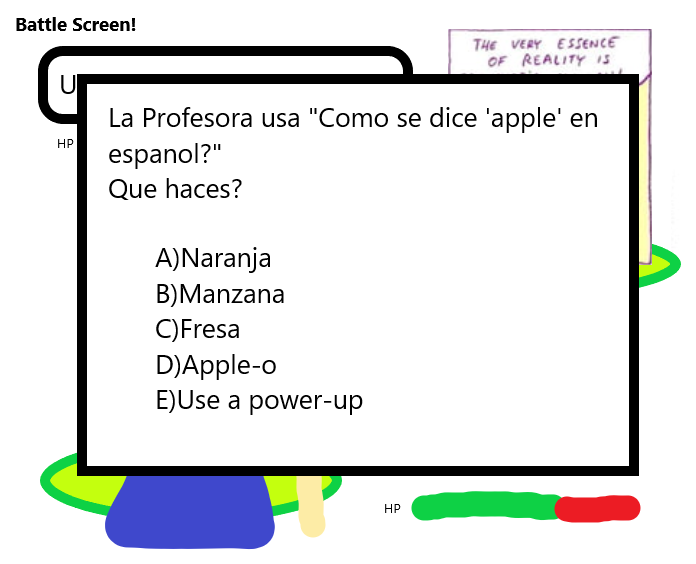 Battle Screen!
THE VERY ESSENCE
OF REALITY IS
U
HP
La Profesora usa "Como se dice 'apple' en
espanol?"
Que haces?
A)Naranja
B)Manzana
C)Fresa
D)Apple-o
E)Use a power-up
HP